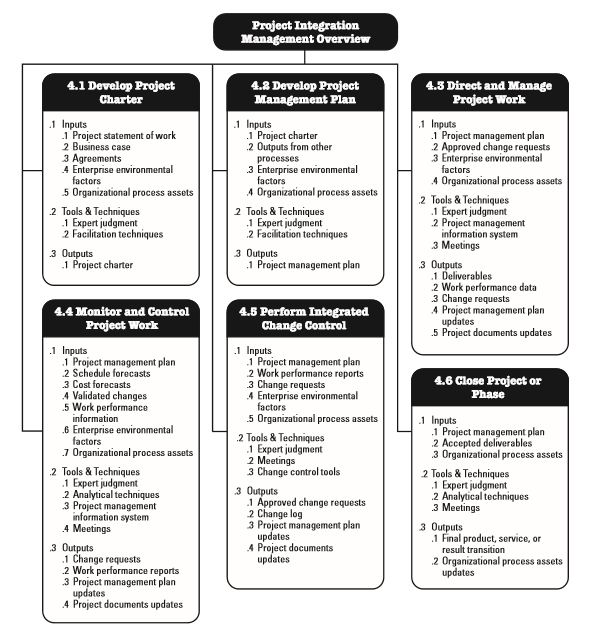 Project Integration
Management Overview
4.1 Develop Project
Charter
.1 Inputs
.1 Project statement of work
.2 Business case
.3 Agreements
.4 Enterprise environmental
factors
.5 Organizational process assets
.2 Tools & Techniques
.1 Expert judgment
.2 Facilitation techniques
.3 Outputs
.1 Project charter
4.2 Develop Project
Management Plan
.1 Inputs
.1 Project charter
.2 Outputs from other
processes
.3 Enterprise environmental
factors
.4 Organizational process assets
.2 Tools & Techniques
.1 Expert judgment
.2 Facilitation techniques
.3 Outputs
.1 Project management plan
4.3 Direct and Manage
Project Work
.1 Inputs
.1 Project management plan
.2 Approved change requests
.3 Enterprise environmental
factors
.4 Organizational process assets
.2 Tools & Techniques
.1 Expert judgment
.2 Project management
information system
.3 Meetings
.3 Outputs
.1 Deliverables
.2 Work performance data
.3 Change requests
.4 Project management plan
updates
.5 Project documents updates
4.4 Monitor and Control
Project Work
.1 Inputs
.1 Project management plan
.2 Schedule forecasts
.3 Cost forecasts
.4 Validated changes
.5 Work performance
information
.6 Enterprise environmental
factors
.7 Organizational process assets
.2 Tools & Techniques
.1 Expert judgment
.2 Analytical techniques
.3 Project management
information system
.4 Meetings
.3 Outputs
.1 Change requests
.2 Work performance reports
.3 Project management plan
updates
.4 Project documents updates
4.5 Perform Integrated
Change Control
.1 Inputs
.1 Project management plan
.2 Work performance reports
.3 Change requests
.4 Enterprise environmental
factors
.5 Organizational process assets
.2 Tools & Techniques
.1 Expert judgment
.2 Meetings
.3 Change control tools
.3 Outputs
.1 Approved change requests
.2 Change log
.3 Project management plan
updates
.4 Project documents
updates
4.6 Close Project or
Phase
.1 Inputs
.1 Project management plan
.2 Accepted deliverables
.3 Organizational process assets
.2 Tools & Techniques
.1 Expert judgment
.2 Analytical techniques
.3 Meetings
.3 Outputs
.1 Final product, service, or
result transition
.2 Organizational process assets
updates